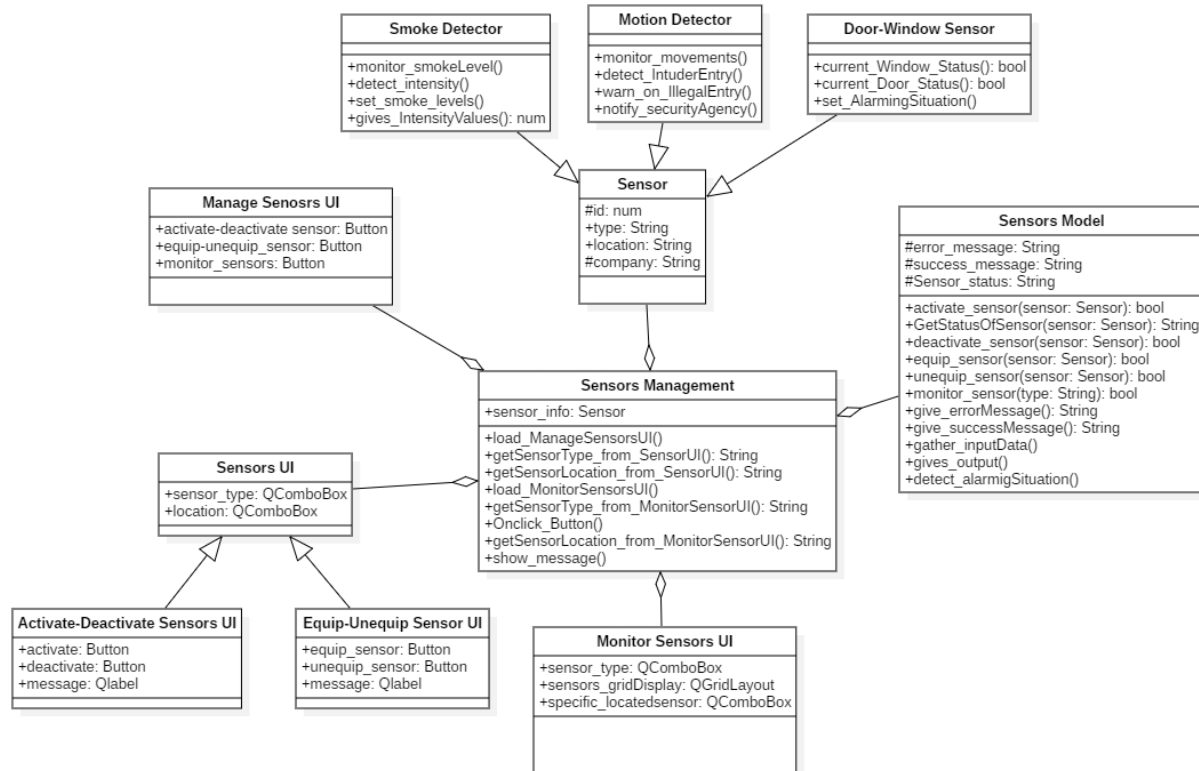 Smoke Detector
+monitor_smokeLevel()
+detect_intensity()
+set_smoke_levels()
+gives_IntensityValues(): num
Motion Detector
+monitor_movements()
+detect_IntuderEntry()
+warn_on_IllegalEntry()
+notify_securityAgency()
Door-Window Sensor
+current_Window_Status(): bool
+current_Door_Status(): bool
+set_AlarmingSituation()
Sensor
#id: num
+type: String
+location: String
#company: String
Manage Senosrs UI
+activate-deactivate sensor: Button
+equip-unequip_sensor: Button
+monitor_sensors: Button
Sensors Model
#error_message: String
#success_message: String
#Sensor_status: String
+activate_sensor(sensor: Sensor): bool
+GetStatusOfSensor(sensor: Sensor): String
+deactivate_sensor(sensor: Sensor): bool
+equip_sensor(sensor: Sensor): bool
+unequip_sensor(sensor: Sensor): bool
+monitor_sensor(type: String): bool
+give_errorMessage(): String
+give_successMessage(): String
+gather_inputData()
+gives_output()
+detect_alarmigSituation()
Sensors Management
+sensor_info: Sensor
+load_ManageSensorsUI()
+getSensorType_from_SensorUI(): String
+getSensorLocation_from_SensorUI(): String
+load_MonitorSensorsUI()
+getSensorType_from_MonitorSensorUI(): String
+Onclick_Button()
+getSensorLocation_from_MonitorSensorUI(): String
+show_message()
Sensors UI
+sensor_type: QComboBox
+location: QComboBox
Activate-Deactivate Sensors UI
+activate: Button
+deactivate: Button
+message: Qlabel
Equip-Unequip Sensor UI
+equip_sensor: Button
+unequip_sensor: Button
+message: Qlabel
Monitor Sensors UI
+sensor_type: QComboBox
+sensors_gridDisplay: QGridLayout
+specific_locatedsensor: QComboBox